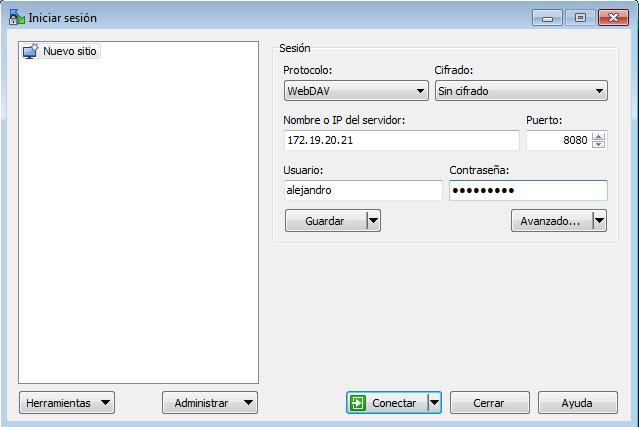 Iniciar sesión
Nuevo sitio
Sesión
Protocolo: Cifrado:
WebDAV Sin cifrado
Nombre o IP del servidor: Puerto:
172.19.20.21 8080
Usuario: Contraseña:
alejandro •••••••••
Guardar Avanzado...
Herramientas Administrar Conectar Cerrar Ayuda